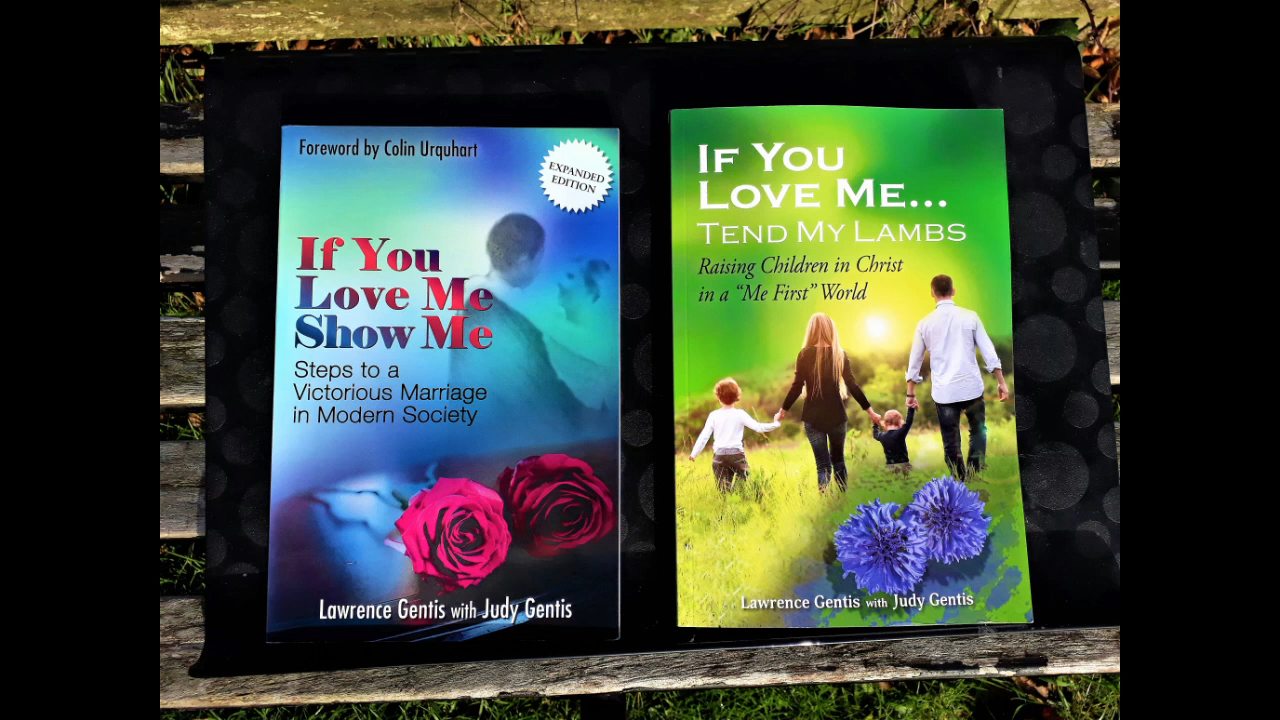 Foreword by Colin Urquhart
EXPANDED
EDITION
If You
Love Me
Show Me
Steps to a
Victorious Marriage
in Modern Society
Lawrence Gentis with Judy Gentis
IF YOU
LOVE ME...
TEND MY LAMBS
Raising Children in Christ
in a “Me First” World
Lawrence Gentis with Judy Gentis